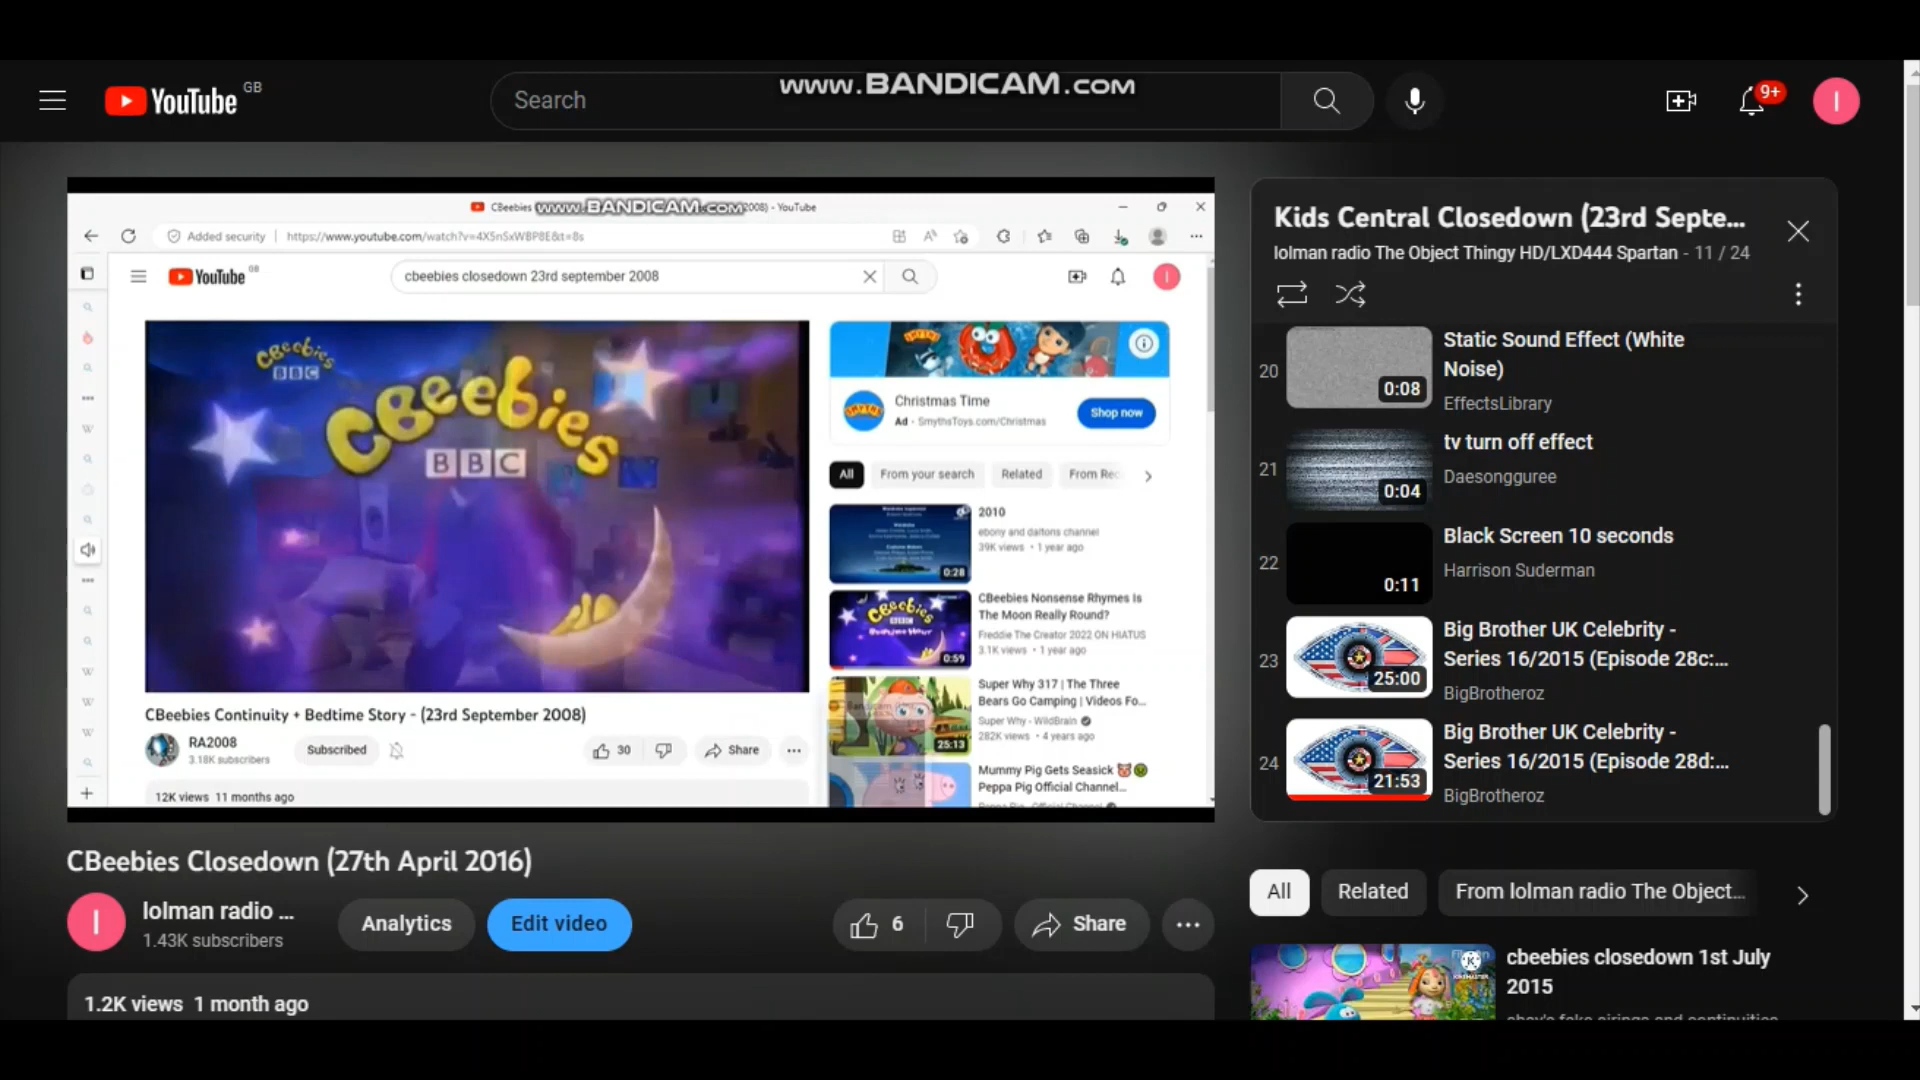 YouTube GB
Search
www.BANDICAM.com
9+
I
CBeebies www.BANDICAM.com 2008) - YouTube
Added security
https://www.youtube.com/watch?v=4X5nSxWBP8E&t=8s
YouTube GB
cbeebies closedown 23rd september 2008
I
CBeebies
BBC
CBeebies
BBC
Christmas Time
Ad · SmythsToys.com/Christmas
Shop now
All
From your search
Related
From Rec
2010
ebony and daltons channel
39K views • 1 year ago
0:28
CBeebies Nonsense Rhymes Is
The Moon Really Round?
Freddie The Creator 2022 ON HIATUS
3.1K views • 1 year ago
CBeebies
Bedtime Hour
0:59
Super Why 317 | The Three
Bears Go Camping | Videos Fo...
Super Why - WildBrain
282K views • 4 years ago
25:13
Mummy Pig Gets Seasick
Peppa Pig Official Channel...
Peppa Pig - Official Channel
CBeebies Continuity + Bedtime Story - (23rd September 2008)
RA2008
3.18K subscribers
Subscribed
30
Share
12K views 11 months ago
CBeebies Closedown (27th April 2016)
I
lolman radio ...
1.43K subscribers
Analytics
Edit video
6
Share
1.2K views 1 month ago
Kids Central Closedown (23rd Septe...
lolman radio The Object Thingy HD/LXD444 Spartan - 11 / 24
20
0:08
Static Sound Effect (White
Noise)
EffectsLibrary
21
0:04
tv turn off effect
Daesongguree
22
0:11
Black Screen 10 seconds
Harrison Suderman
23
25:00
Big Brother UK Celebrity -
Series 16/2015 (Episode 28c:...
BigBrotheroz
24
21:53
Big Brother UK Celebrity -
Series 16/2015 (Episode 28d:...
BigBrotheroz
All
Related
From lolman radio The Object...
cbeebies closedown 1st July
2015